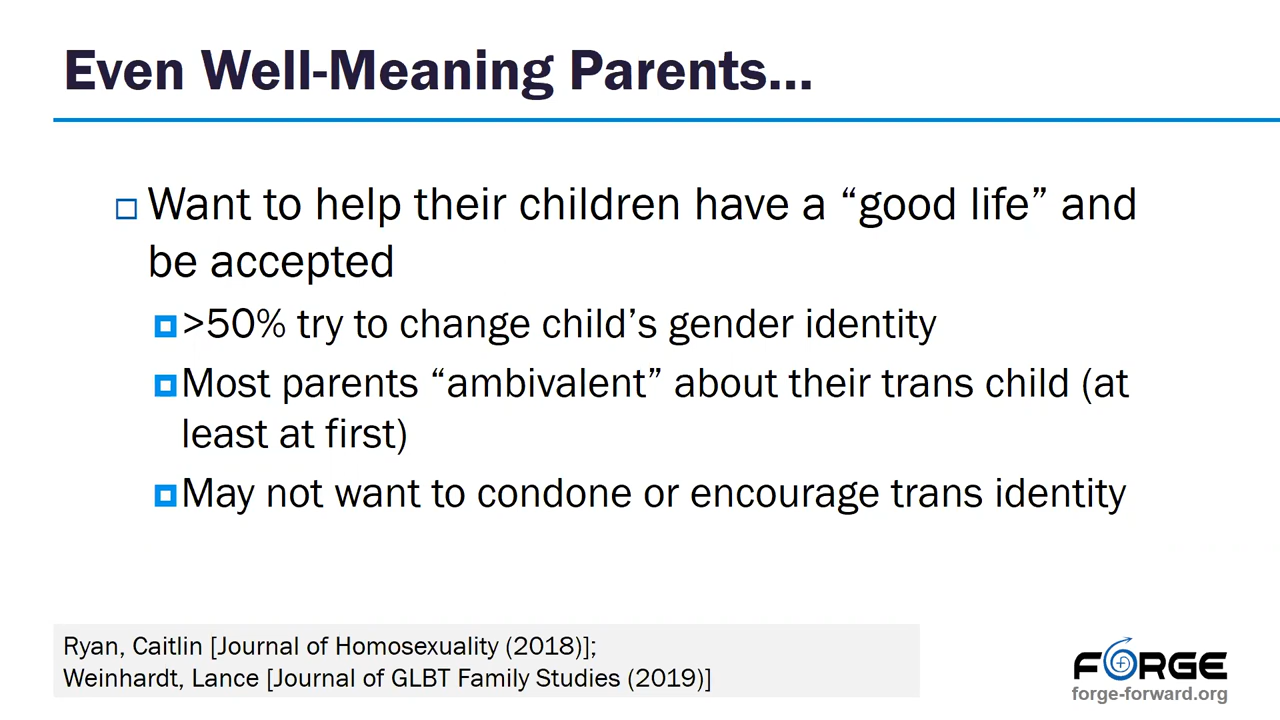 Even Well-Meaning Parents...
Want to help their children have a “good life” and
be accepted
>50% try to change child’s gender identity
Most parents “ambivalent” about their trans child (at
least at first)
May not want to condone or encourage trans identity
Ryan, Caitlin [Journal of Homosexuality (2018)];
Weinhardt, Lance [Journal of GLBT Family Studies (2019)]
FORGE
forge-forward.org